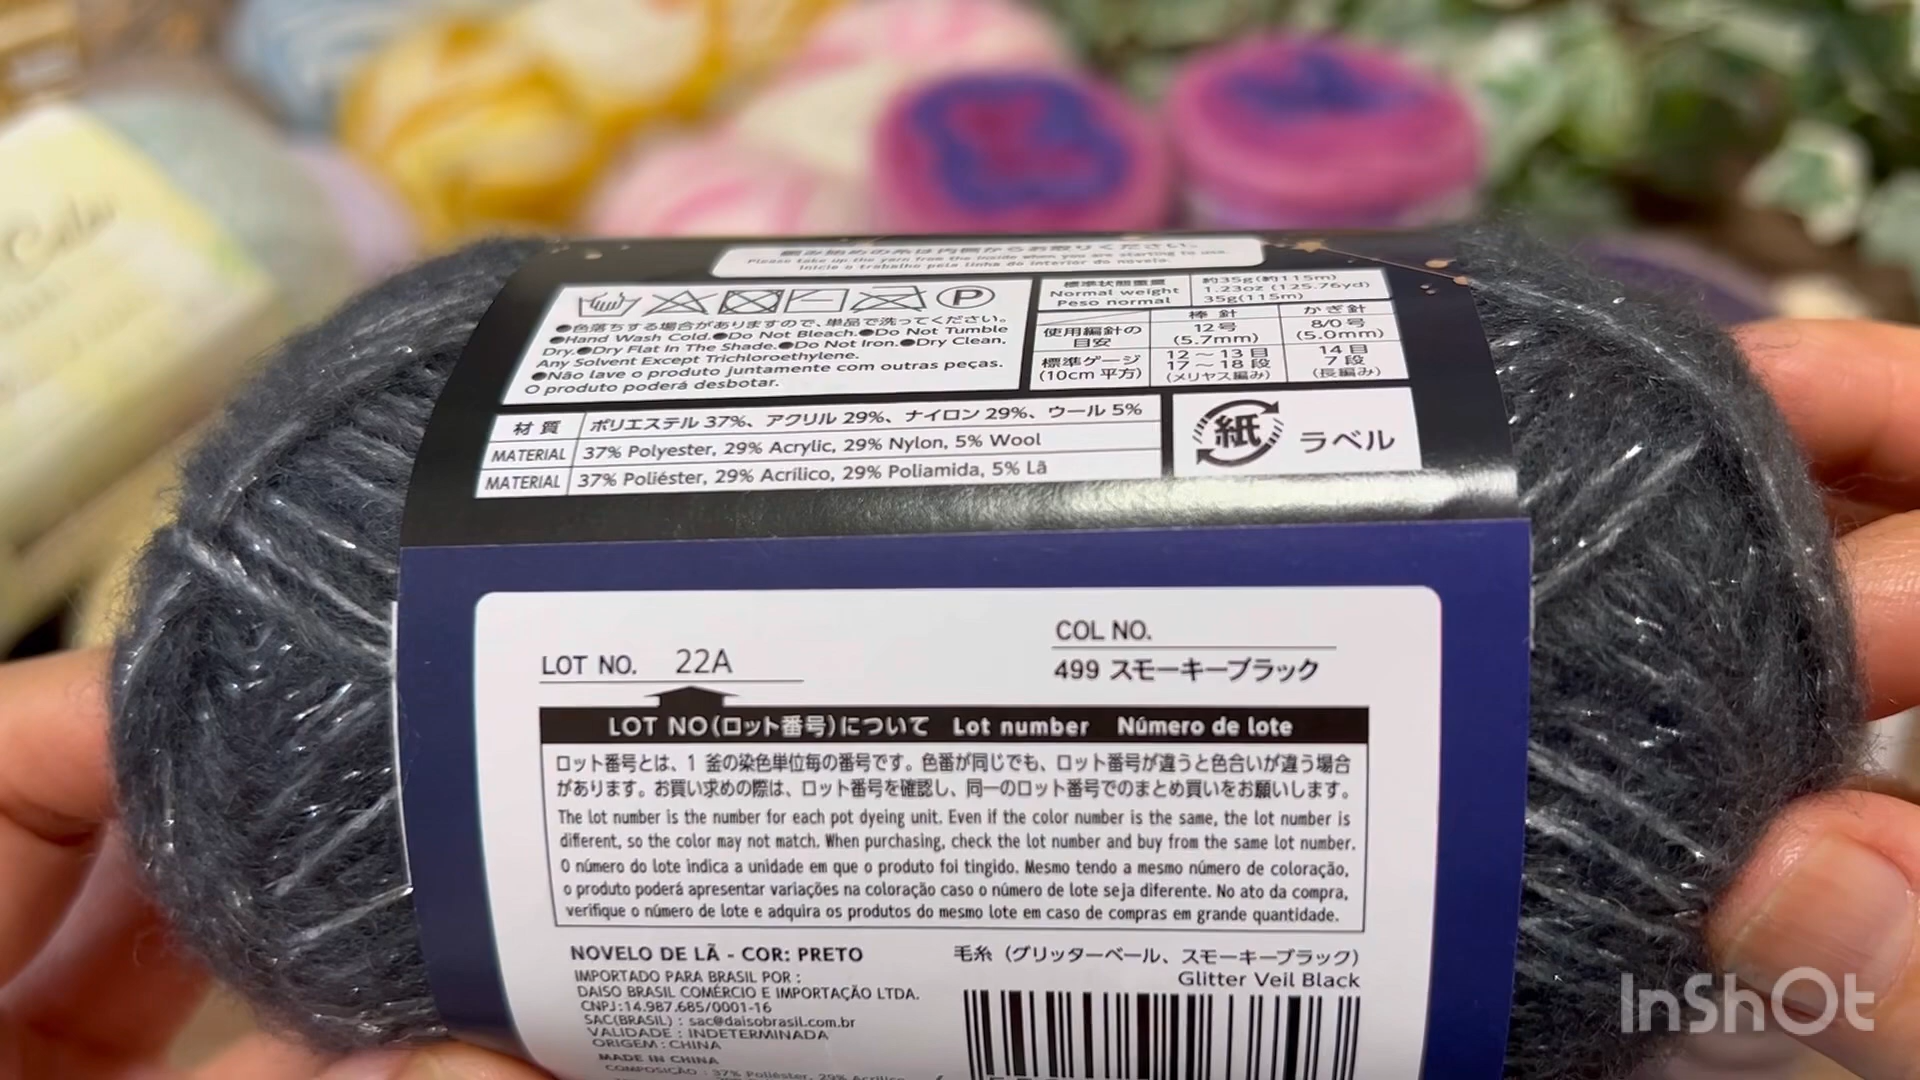 編み始めの糸は内側からお取りください。
Please take up the yarn from the inside when you are starting to use.
Inicie o trabalho pela linha do interior do novelo.
P
●色落ちする場合がありますので、単品で洗ってください。
●Hand Wash Cold.●Do Not Bleach.●Do Not Tumble
Dry.●Dry Flat In The Shade.●Do Not Iron.●Dry Clean,
Any Solvent Except Trichloroethylene.
●Não lave o produto juntamente com outras peças.
O produto poderá desbotar.
標準状態重量 約35g(約115m)
Normal weight 1.23oz (125.76yd)
Peso normal 35g(115m)
棒針 かぎ針
使用編針の目安 12号 (5.7mm) 8/0号 (5.0mm)
標準ゲージ (10cm平方) 12～13目 17～18段 (メリヤス編み) 14目 7段 (長編み)
材質 ポリエステル 37%、アクリル 29%、ナイロン 29%、ウール 5%
MATERIAL 37% Polyester, 29% Acrylic, 29% Nylon, 5% Wool
MATERIAL 37% Poliéster, 29% Acrílico, 29% Poliamida, 5% Lã
紙 ラベル
LOT NO. 22A
COL NO.
499 スモーキーブラック
LOT NO(ロット番号)について Lot number Número de lote
ロット番号とは、1 釜の染色単位毎の番号です。色番が同じでも、ロット番号が違うと色合いが違う場合
があります。お買い求めの際は、ロット番号を確認し、同一のロット番号でのまとめ買いをお願いします。
The lot number is the number for each pot dyeing unit. Even if the color number is the same, the lot number is
different, so the color may not match. When purchasing, check the lot number and buy from the same lot number.
O número do lote indica a unidade em que o produto foi tingido. Mesmo tendo a mesmo número de coloração,
o produto poderá apresentar variações na coloração caso o número de lote seja diferente. No ato da compra,
verifique o número de lote e adquira os produtos do mesmo lote em caso de compras em grande quantidade.
NOVELO DE LÃ - COR: PRETO
IMPORTADO PARA BRASIL POR :
DAISO BRASIL COMÉRCIO E IMPORTAÇÃO LTDA.
CNPJ:14.987.685/0001-16
SAC(BRASIL) : sac@daisobrasil.com.br
VALIDADE : INDETERMINADA
ORIGEM : CHINA
MADE IN CHINA
COMPOSIÇÃO : 37% Poliéster, 29% Acrílico
毛糸（グリッターベール、スモーキーブラック）
Glitter Veil Black
InShOt